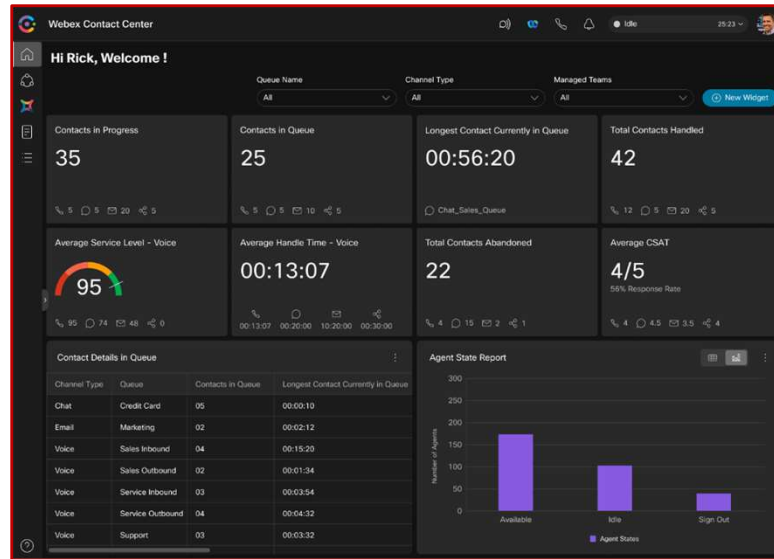 Webex Contact Center
Idle
25:23
Hi Rick, Welcome !
Queue Name
Channel Type
Managed Teams
All
All
All
New Widget
Contacts in Progress
35
5 5 20 5
Contacts in Queue
25
5 5 10 5
Longest Contact Currently in Queue
00:56:20
Chat_Sales_Queue
Total Contacts Handled
42
12 5 20 5
Average Service Level - Voice
95
95 74 48 0
Average Handle Time - Voice
00:13:07
00:13:07 00:20:00 10:20:00 00:30:00
Total Contacts Abandoned
22
4 15 2 1
Average CSAT
4/5
56% Response Rate
4 4.5 3.5 4
Contact Details in Queue
Channel Type Queue Contacts in Queue Longest Contact Currently in Queue
Chat Credit Card 05 00:00:10
Email Marketing 02 00:02:12
Voice Sales Inbound 04 00:15:20
Voice Sales Outbound 02 00:01:34
Voice Service Inbound 03 00:03:54
Voice Service Outbound 04 00:04:32
Voice Support 03 00:03:32
Agent State Report
Number of Agents
300
250
200
150
100
50
0
Available Idle Sign Out
Agent States